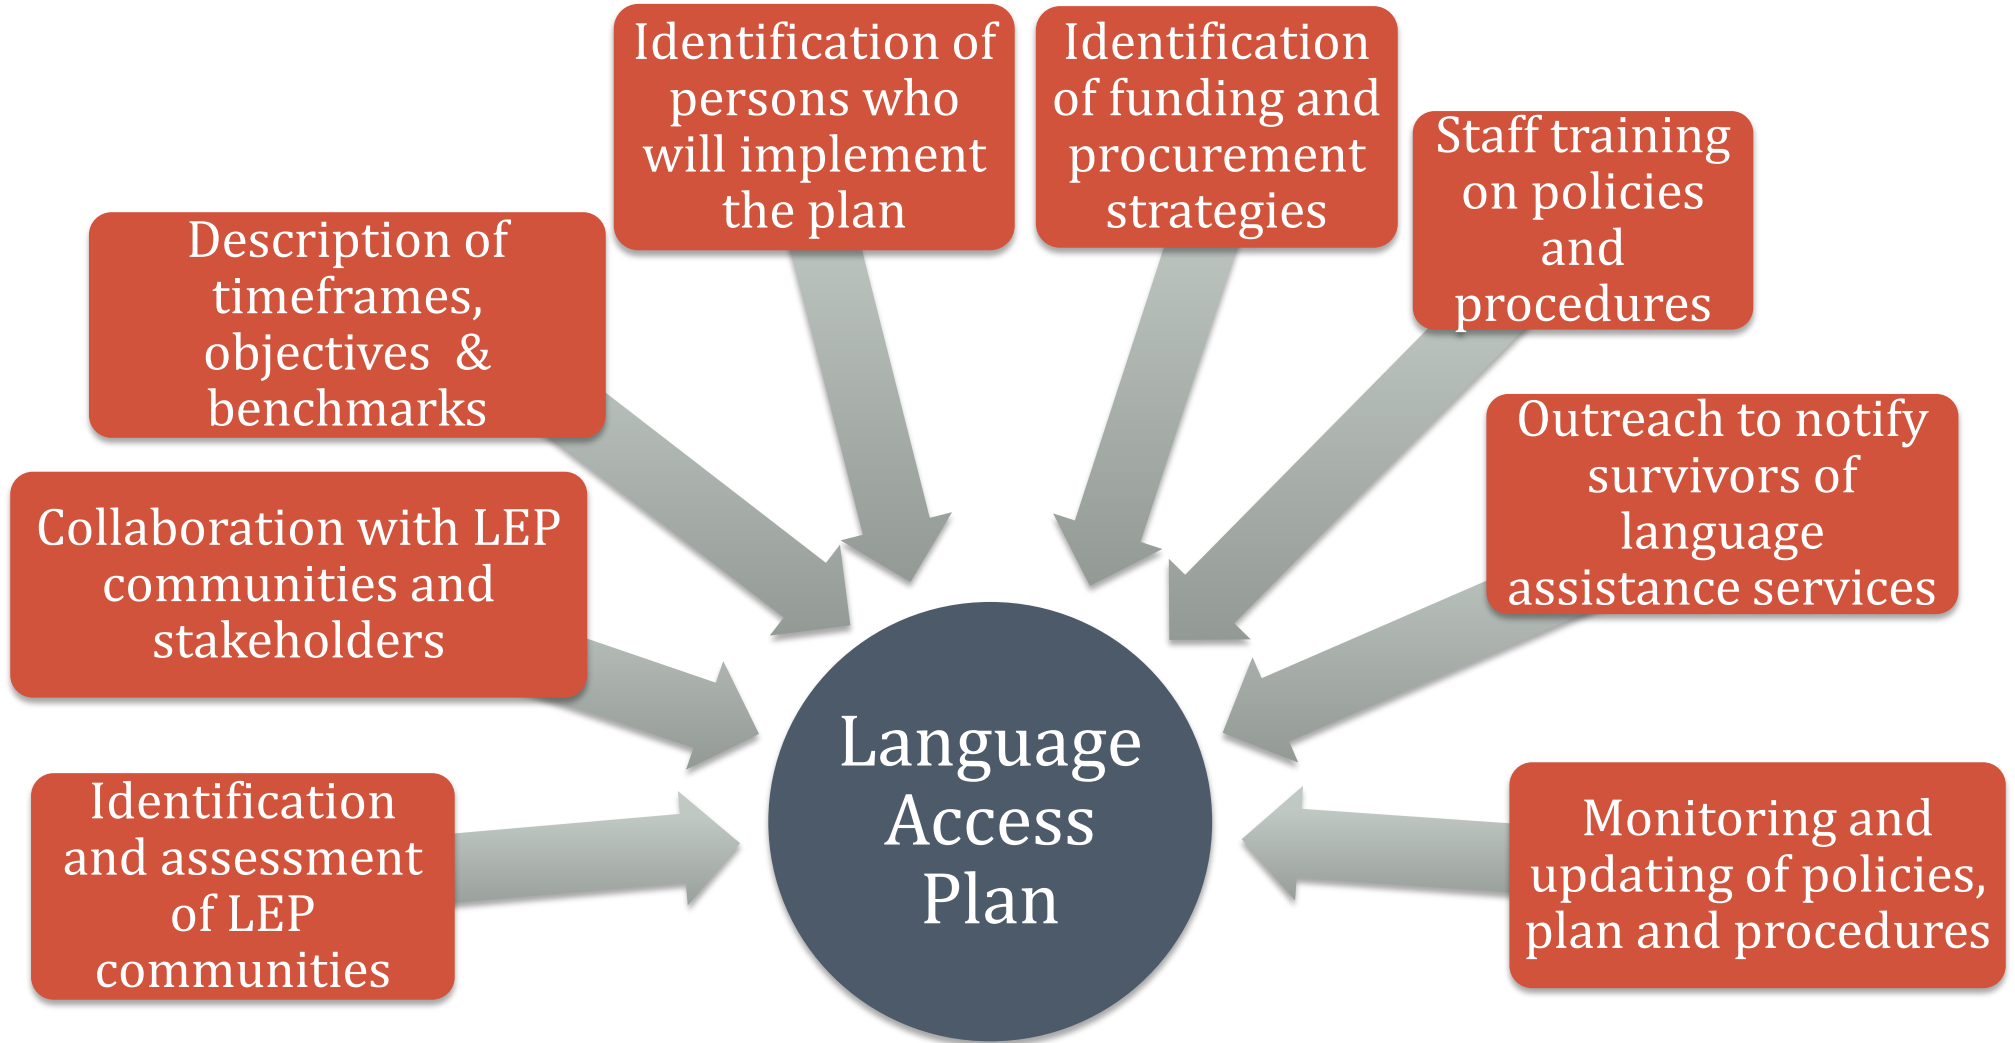 Identification of
persons who
will implement
the plan
Identification
of funding and
procurement
strategies
Staff training
on policies
and
procedures
Description of
timeframes,
objectives  &
benchmarks
Outreach to notify
survivors of
language
assistance services
Collaboration with LEP
communities and
stakeholders
Identification
and assessment
of LEP
communities
Language
Access
Plan
Monitoring and
updating of policies,
plan and procedures